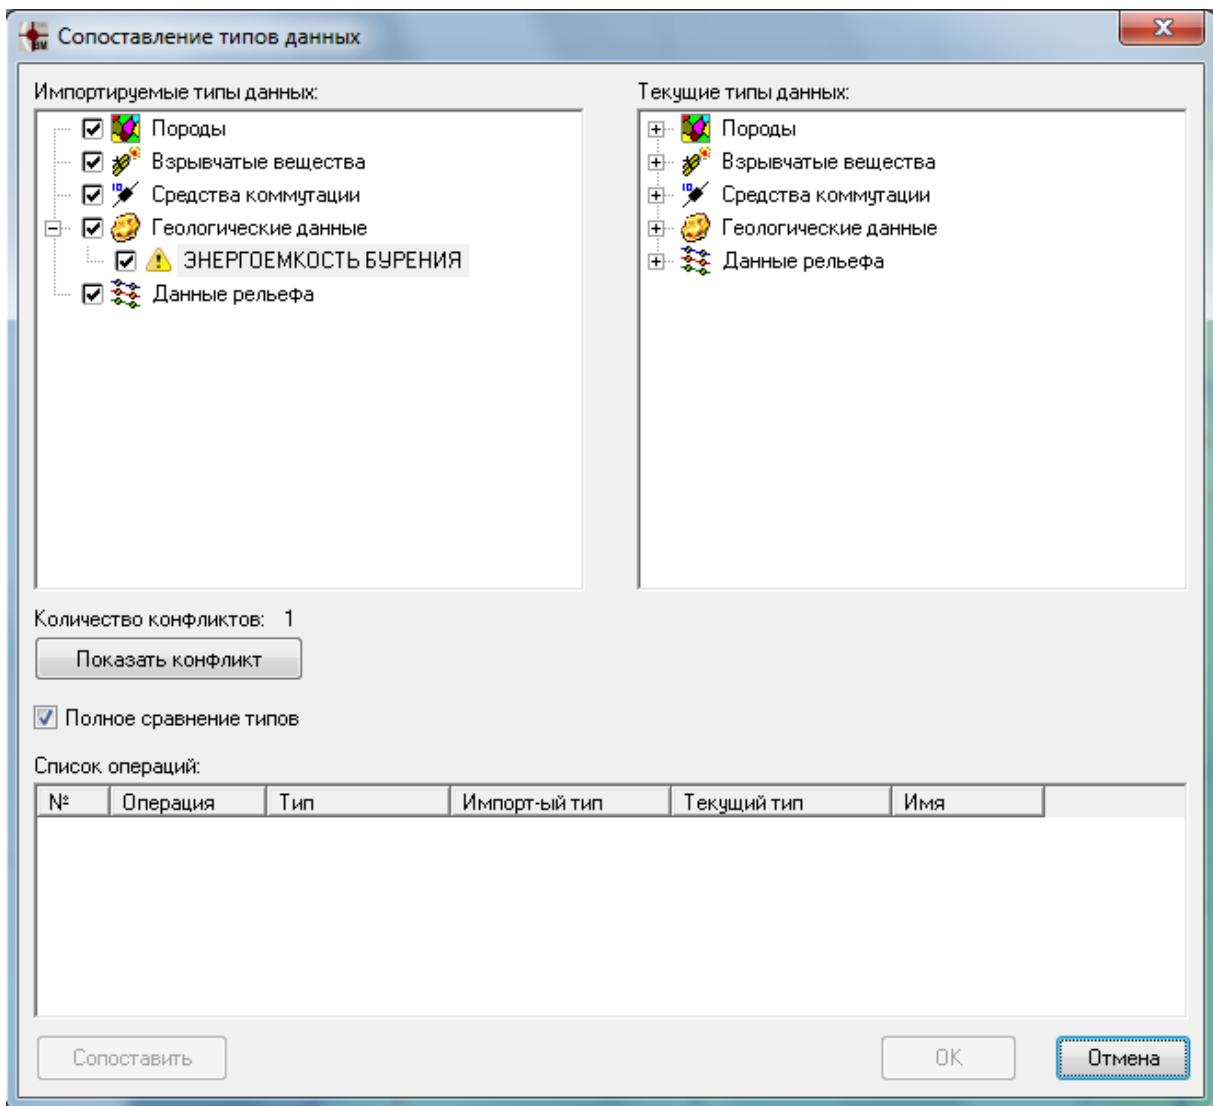 Сопоставление типов данных
Импортируемые типы данных:
Породы
Взрывчатые вещества
Средства коммутации
Геологические данные
ЭНЕРГОЕМКОСТЬ БУРЕНИЯ
Данные рельефа
Текущие типы данных:
Породы
Взрывчатые вещества
Средства коммутации
Геологические данные
Данные рельефа
Количество конфликтов: 1
Показать конфликт
Полное сравнение типов
Список операций:
№ Операция Тип Импорт-ый тип Текущий тип Имя
Сопоставить OK Отмена